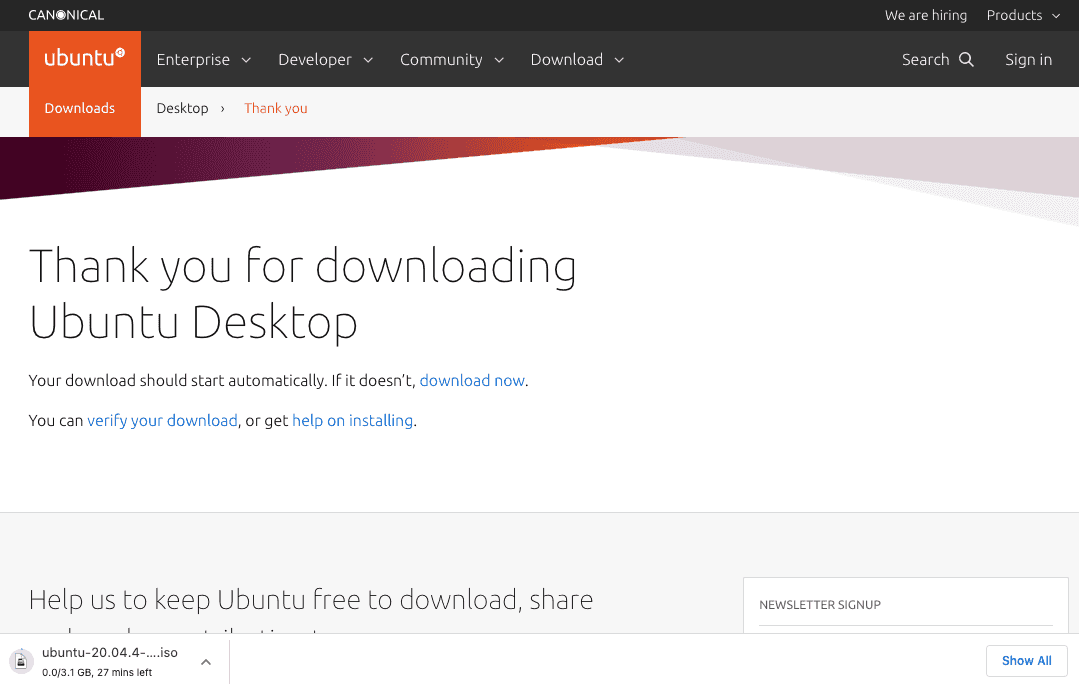 CANONICAL
We are hiring Products
ubuntu
Enterprise Developer Community Download
Search Sign in
Downloads Desktop › Thank you
Thank you for downloading
Ubuntu Desktop
Your download should start automatically. If it doesn’t, download now.
You can verify your download, or get help on installing.
Help us to keep Ubuntu free to download, share
NEWSLETTER SIGNUP
ubuntu-20.04.4-....iso
0.0/3.1 GB, 27 mins left
Show All